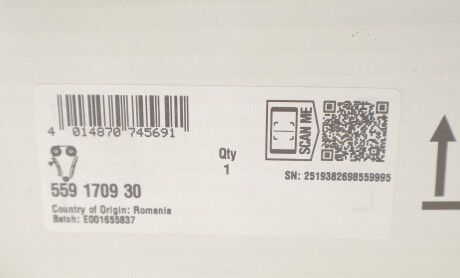 4 014870 745691
SCAN ME
Qty
1
559 1709 30
SN: 2519382698559995
Country of Origin: Romania
Batch: E001655837